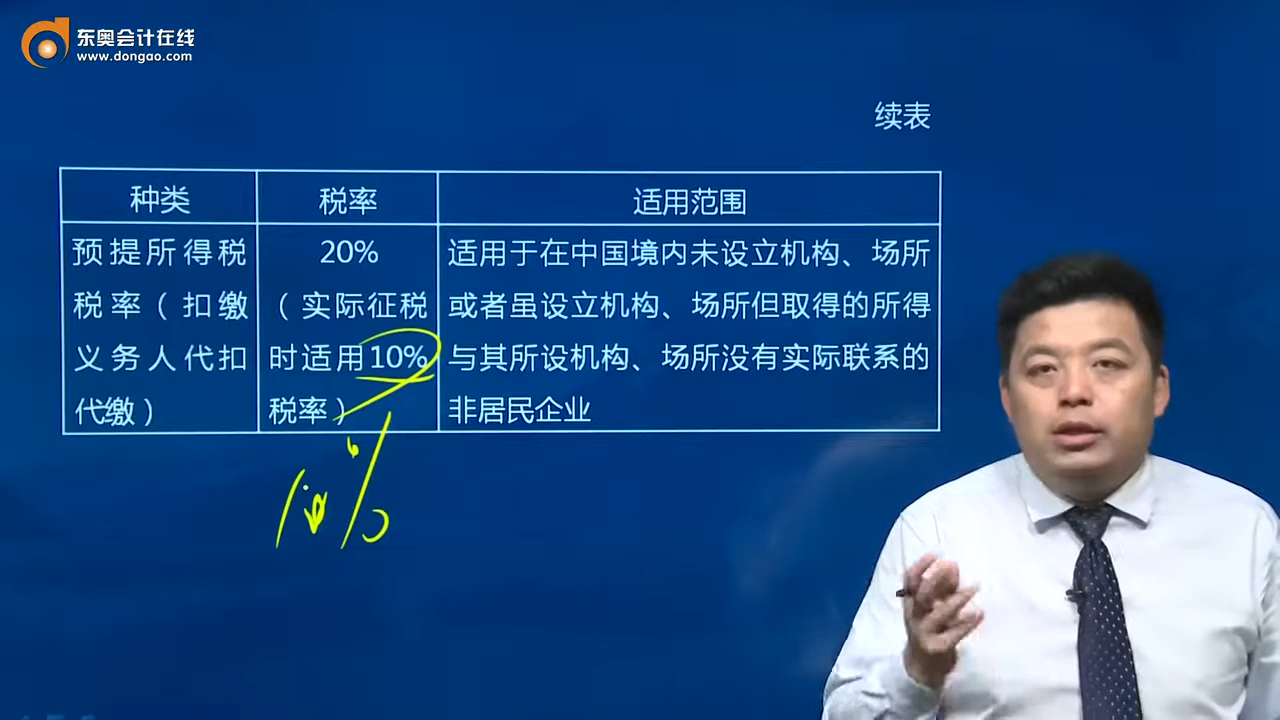 东奥会计在线
www.dongao.com
续表
种类 税率 适用范围
预提所得税 20% 适用于在中国境内未设立机构、场所
税率（扣缴 （实际征税 或者虽设立机构、场所但取得的所得
义务人代扣 时适用10% 与其所设机构、场所没有实际联系的
代缴） 税率） 非居民企业
10%